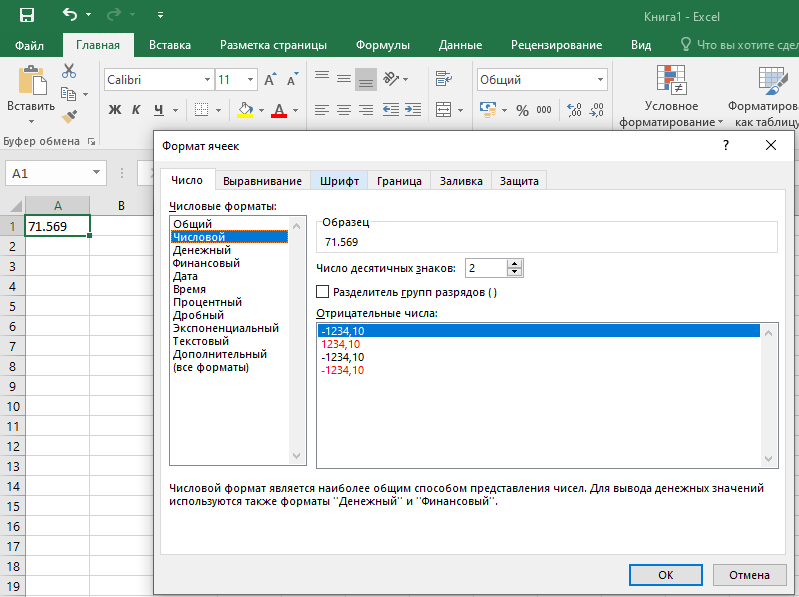 Книга1 - Excel
Файл Главная Вставка Разметка страницы Формулы Данные Рецензирование Вид Что вы хотите сдел
Вставить
Calibri 11
Ж К Ч
Общий
% 000
Условное
форматирование
Форматиров
как таблицу
Буфер обмена
A1
A B
1 71.569
2
3
4
5
6
7
8
9
10
11
12
13
14
15
16
17
18
19
Формат ячеек ?
Число Выравнивание Шрифт Граница Заливка Защита
Числовые форматы:
Общий
Числовой
Денежный
Финансовый
Дата
Время
Процентный
Дробный
Экспоненциальный
Текстовый
Дополнительный
(все форматы)
Образец
71.569
Число десятичных знаков: 2
Разделитель групп разрядов ( )
Отрицательные числа:
-1234,10
1234,10
-1234,10
-1234,10
Числовой формат является наиболее общим способом представления чисел. Для вывода денежных значений
используются также форматы ''Денежный'' и ''Финансовый''.
ОК Отмена